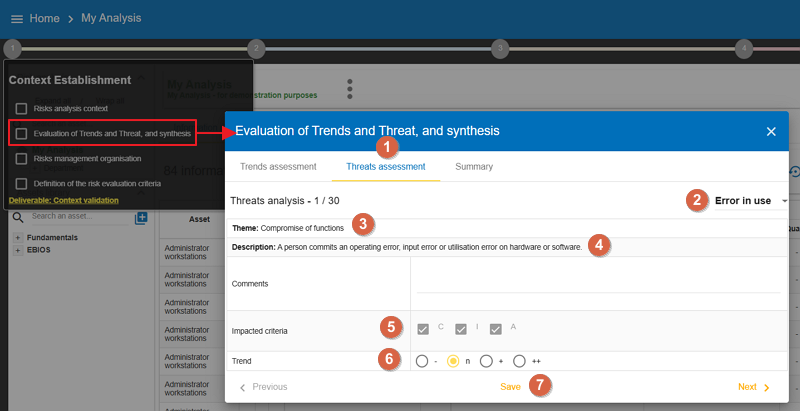 Home > My Analysis
1 2 3 4
Context Establishment
Risks analysis context
Evaluation of Trends and Threat, and synthesis
Risks management organisation
Definition of the risk evaluation criteria
Deliverable: Context validation
My Analysis
Search an asset...
Fundamentals
EBIOS
Asset
Administrator workstations
Administrator workstations
Administrator workstations
Administrator workstations
Administrator workstations
Administrator workstations
Evaluation of Trends and Threat, and synthesis
1
Trends assessment Threats assessment Summary
Threats analysis - 1 / 30 2 Error in use
Theme: Compromise of functions 3
Description: A person commits an operating error, input error or utilisation error on hardware or software. 4
Comments
Impacted criteria 5 C I A
Trend 6 - n + ++
Previous Save 7 Next